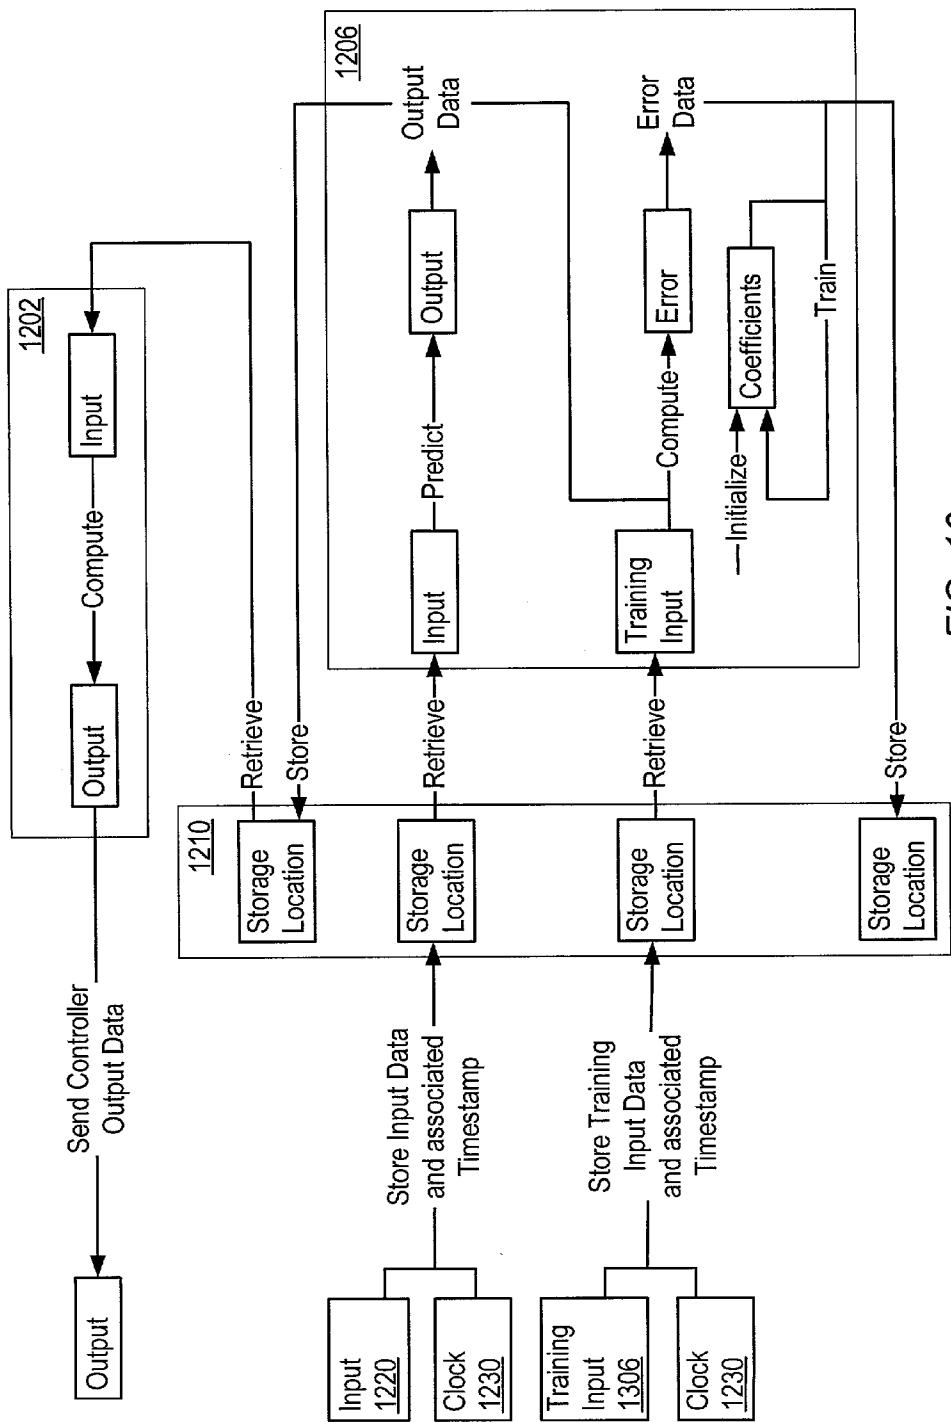 1202
Output
Send Controller
Output Data
Output
Compute
Input
1210
1206
Storage
Location
Retrieve
Store
Output
Data
Input
1220
Clock
1230
Store Input Data
and associated
Timestamp
Storage
Location
Retrieve
Input
Predict
Output
Training
Input
1306
Clock
1230
Store Training
Input Data
and associated
Timestamp
Storage
Location
Retrieve
Training
Input
Compute
Error
Error
Data
Initialize
Coefficients
Train
Storage
Location
Store
FIG.